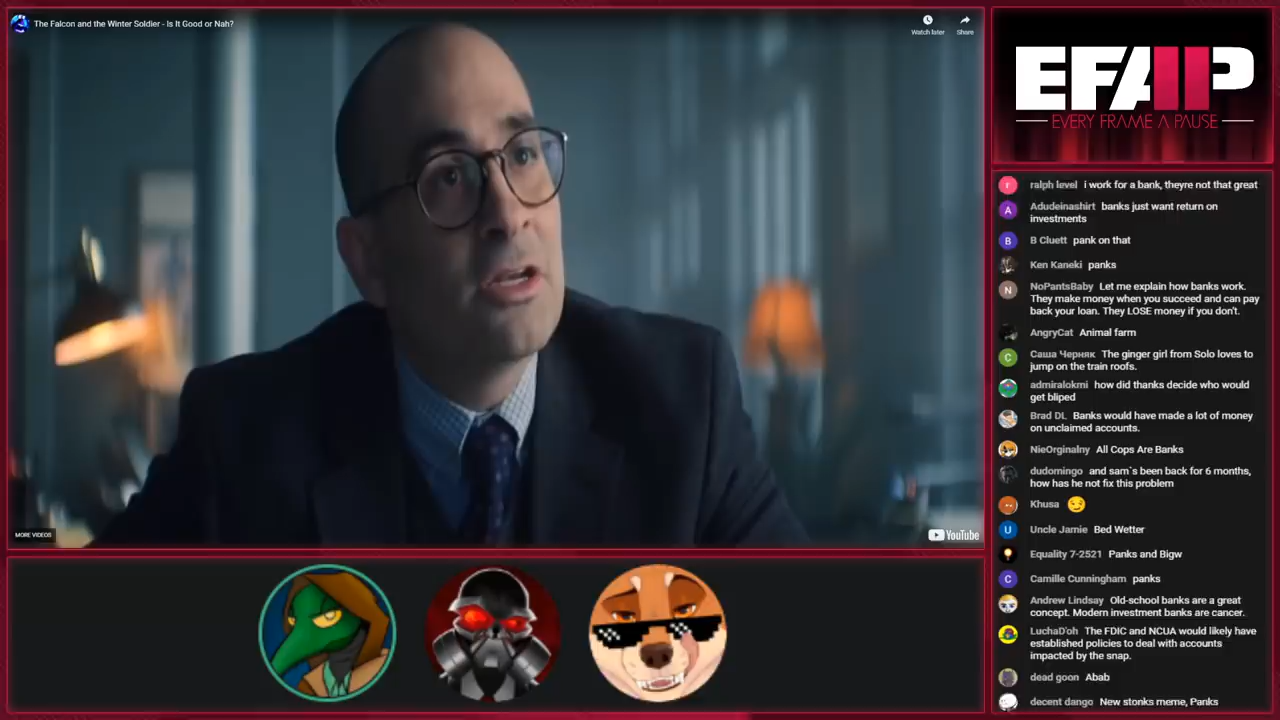 The Falcon and the Winter Soldier - Is It Good or Nah?
Watch later
Share
MORE VIDEOS
YouTube
EFAP
EVERY FRAME A PAUSE
r
ralph level i work for a bank, theyre not that great
A
Adudeinashirt banks just want return on
investments
B
B Cluett pank on that
Ken Kaneki panks
N
NoPantsBaby Let me explain how banks work.
They make money when you succeed and can pay
back your loan. They LOSE money if you don't.
AngryCat Animal farm
С
Саша Черняк The ginger girl from Solo loves to
jump on the train roofs.
admiralokmi how did thanks decide who would
get bliped
Brad DL Banks would have made a lot of money
on unclaimed accounts.
NieOrginalny All Cops Are Banks
dudomingo and sam`s been back for 6 months,
how has he not fix this problem
Khusa 😏
U
Uncle Jamie Bed Wetter
Equality 7-2521 Panks and Bigw
C
Camille Cunningham panks
Andrew Lindsay Old-school banks are a great
concept. Modern investment banks are cancer.
LuchaD'oh The FDIC and NCUA would likely have
established policies to deal with accounts
impacted by the snap.
dead goon Abab
decent dango New stonks meme, Panks